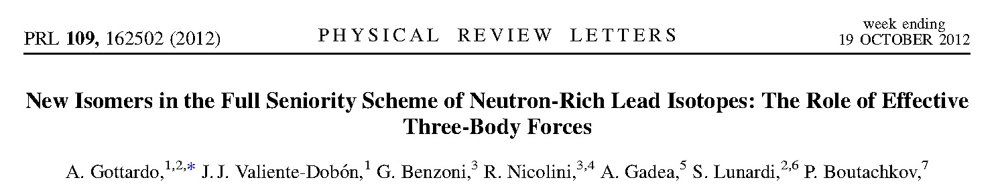 PRL 109, 162502 (2012) PHYSICAL REVIEW LETTERS week ending 19 OCTOBER 2012
New Isomers in the Full Seniority Scheme of Neutron-Rich Lead Isotopes: The Role of Effective
Three-Body Forces
A. Gottardo,1,2,* J. J. Valiente-Dobón,1 G. Benzoni,3 R. Nicolini,3,4 A. Gadea,5 S. Lunardi,2,6 P. Boutachkov,7